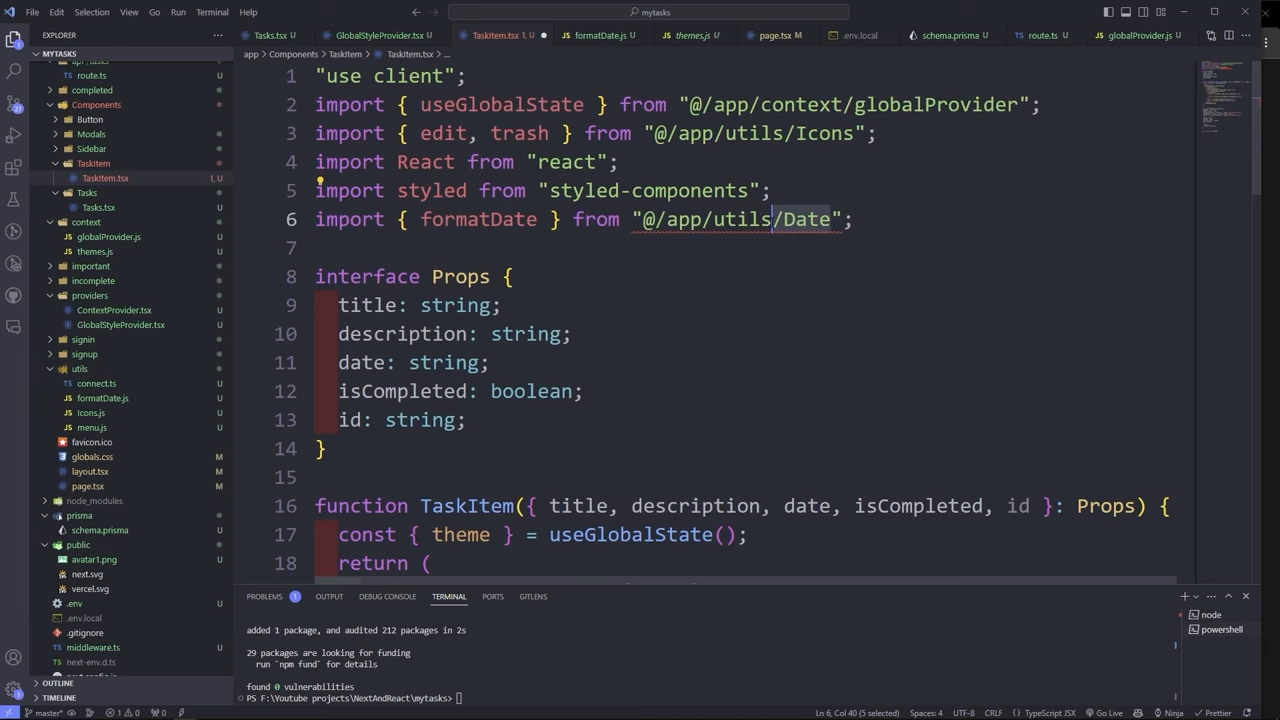 File Edit Selection View Go Run Terminal Help
mytasks
EXPLORER
Tasks.tsx U
GlobalStyleProvider.tsx U
TaskItem.tsx 1, U
formatDate.js U
themes.js U
page.tsx M
.env.local
schema.prisma U
route.ts U
globalProvider.js U
MYTASKS
app > Components > TaskItem > TaskItem.tsx > ...
route.ts U
completed
Components
Button
Modals
Sidebar
TaskItem
TaskItem.tsx 1, U
Tasks
Tasks.tsx U
context
globalProvider.js U
themes.js U
important
incomplete
providers
ContextProvider.tsx U
GlobalStyleProvider.tsx U
signin
signup
utils
connect.ts U
formatDate.js U
Icons.js U
menu.js U
favicon.ico
globals.css M
layout.tsx M
page.tsx M
node_modules
prisma
schema.prisma U
public
avatar1.png U
next.svg
vercel.svg
.env U
.env.local
.gitignore
middleware.ts U
next-env.d.ts
OUTLINE
TIMELINE
1 "use client";
2 import { useGlobalState } from "@/app/context/globalProvider";
3 import { edit, trash } from "@/app/utils/Icons";
4 import React from "react";
5 import styled from "styled-components";
6 import { formatDate } from "@/app/utils/Date";
7
8 interface Props {
9 title: string;
10 description: string;
11 date: string;
12 isCompleted: boolean;
13 id: string;
14 }
15
16 function TaskItem({ title, description, date, isCompleted, id }: Props) {
17 const { theme } = useGlobalState();
18 return (
PROBLEMS 1 OUTPUT DEBUG CONSOLE TERMINAL PORTS GITLENS
added 1 package, and audited 212 packages in 2s
29 packages are looking for funding
run `npm fund` for details
found 0 vulnerabilities
PS F:\Youtube projects\NextAndReact\mytasks>
node
powershell
master* 1 0 0 Ln 6, Col 40 (5 selected) Spaces: 4 UTF-8 CRLF TypeScript JSX Go Live Ninja Prettier